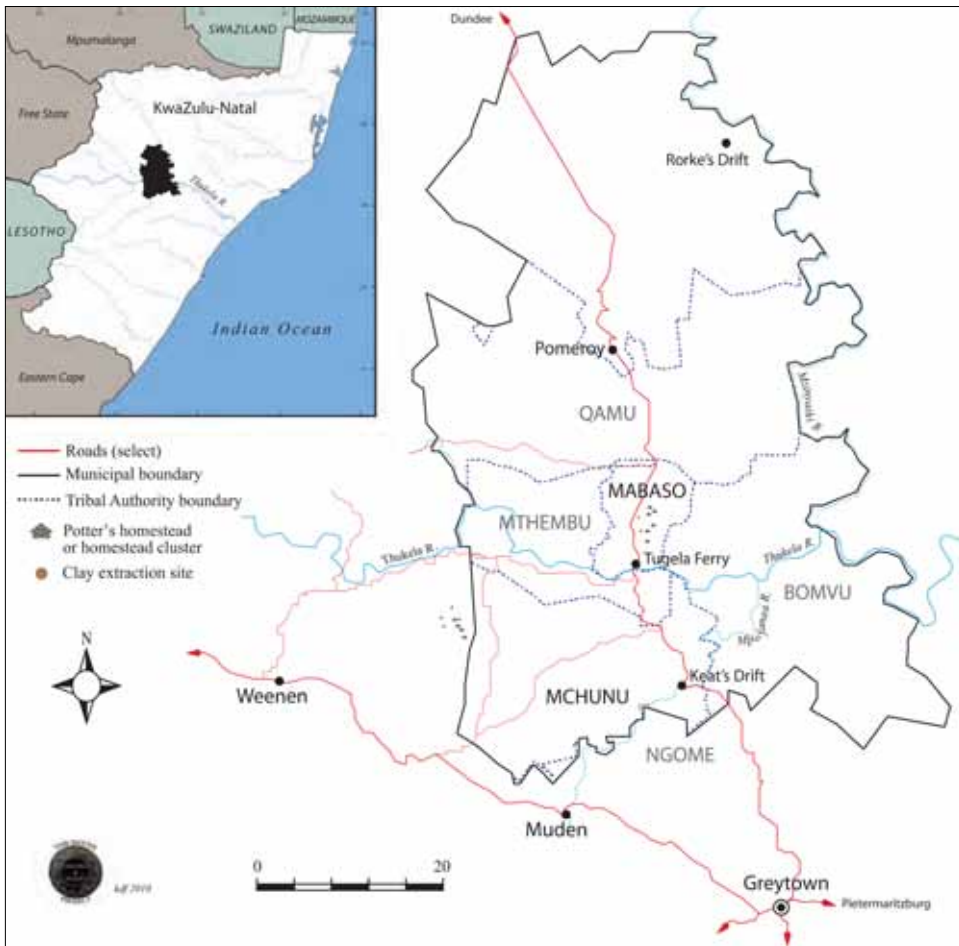 Mpumalanga
SWAZILAND
MOZAMBIQUE
Free State
KwaZulu-Natal
Thukela R.
LESOTHO
Indian Ocean
Eastern Cape
Dundee
Rorke's Drift
Pomeroy
QAMU
MABASO
MTHEMBU
Thukela R.
Tugela Ferry
Thukela R.
BOMVU
Keat's Drift
MCHUNU
Weenen
NGOME
Muden
Greytown
Pietermaritzburg
Roads (select)
Municipal boundary
Tribal Authority boundary
Potter's homestead
or homestead cluster
Clay extraction site
N
0 20